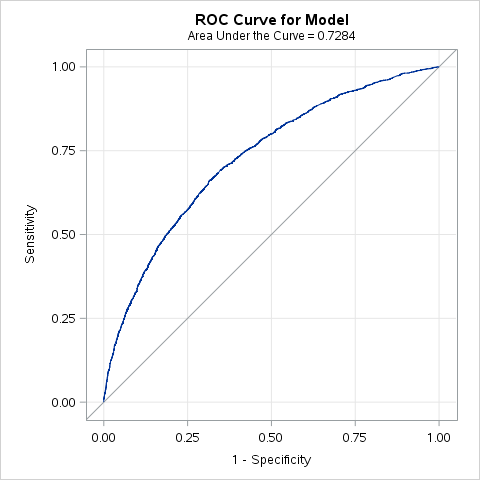 ROC Curve for Model
Area Under the Curve = 0.7284
1.00
0.75
0.50
0.25
0.00
Sensitivity
0.00 0.25 0.50 0.75 1.00
1 - Specificity